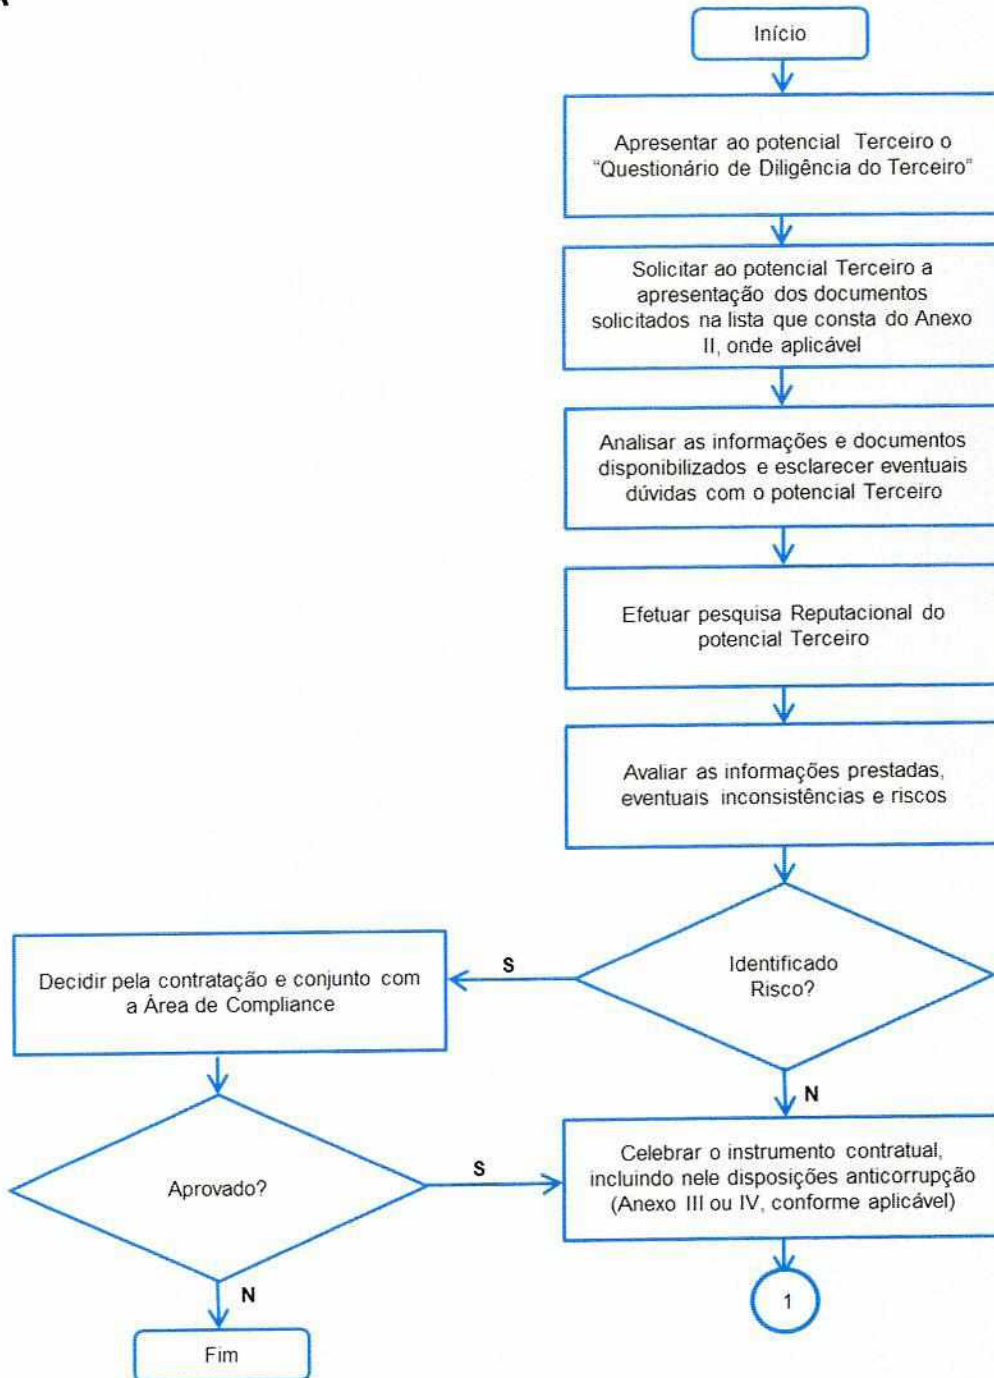 Início
Apresentar ao potencial Terceiro o
“Questionário de Diligência do Terceiro“
Solicitar ao potencial Terceiro a
apresentação dos documentos
solicitados na lista que consta do Anexo
II, onde aplicável
Analisar as informações e documentos
disponibilizados e esclarecer eventuais
dúvidas com o potencial Terceiro
Efetuar pesquisa Reputacional do
potencial Terceiro
Avaliar as informações prestadas,
eventuais inconsistências e riscos
Identificado
Risco?
S
Decidir pela contratação e conjunto com
a Área de Compliance
N
Aprovado?
S
Celebrar o instrumento contratual,
incluindo nele disposições anticorrupção
(Anexo III ou IV, conforme aplicável)
N
1
Fim